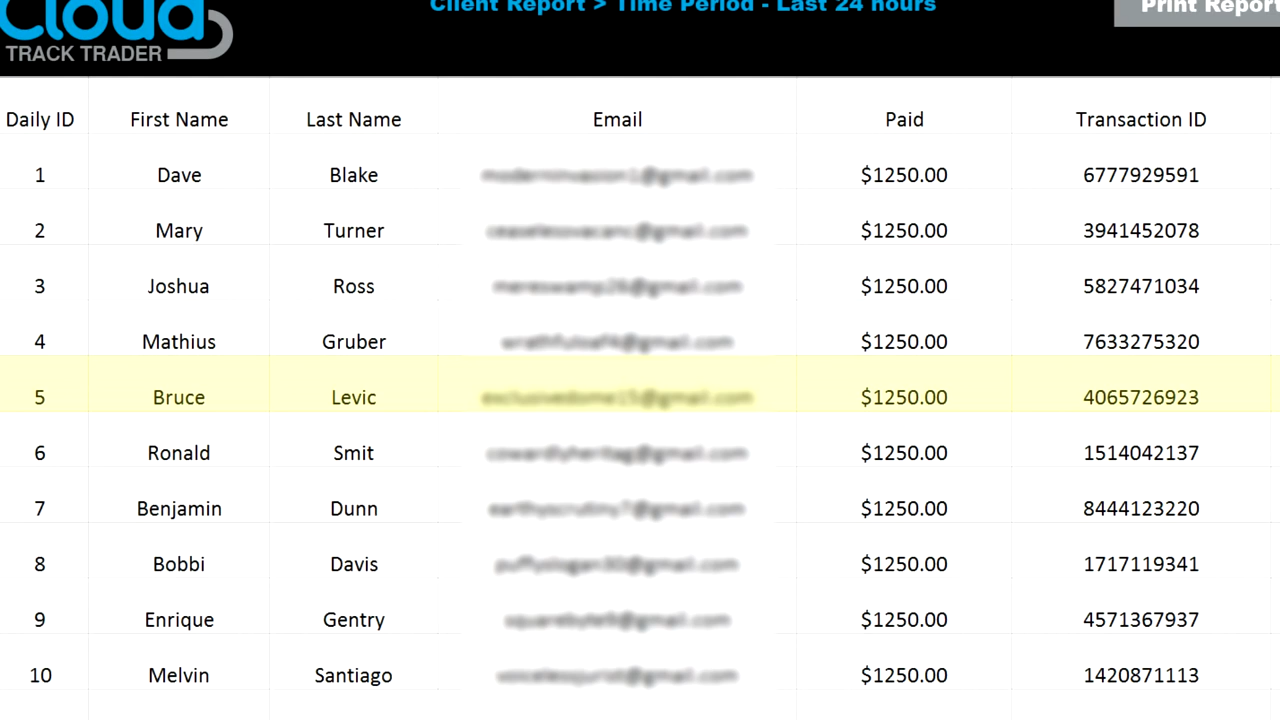 Cloud
TRACK TRADER
Client Report > Time Period - Last 24 hours
Print Report
Daily ID First Name Last Name Email Paid Transaction ID
1 Dave Blake $1250.00 6777929591
2 Mary Turner $1250.00 3941452078
3 Joshua Ross $1250.00 5827471034
4 Mathius Gruber $1250.00 7633275320
5 Bruce Levic $1250.00 4065726923
6 Ronald Smit $1250.00 1514042137
7 Benjamin Dunn $1250.00 8444123220
8 Bobbi Davis $1250.00 1717119341
9 Enrique Gentry $1250.00 4571367937
10 Melvin Santiago $1250.00 1420871113